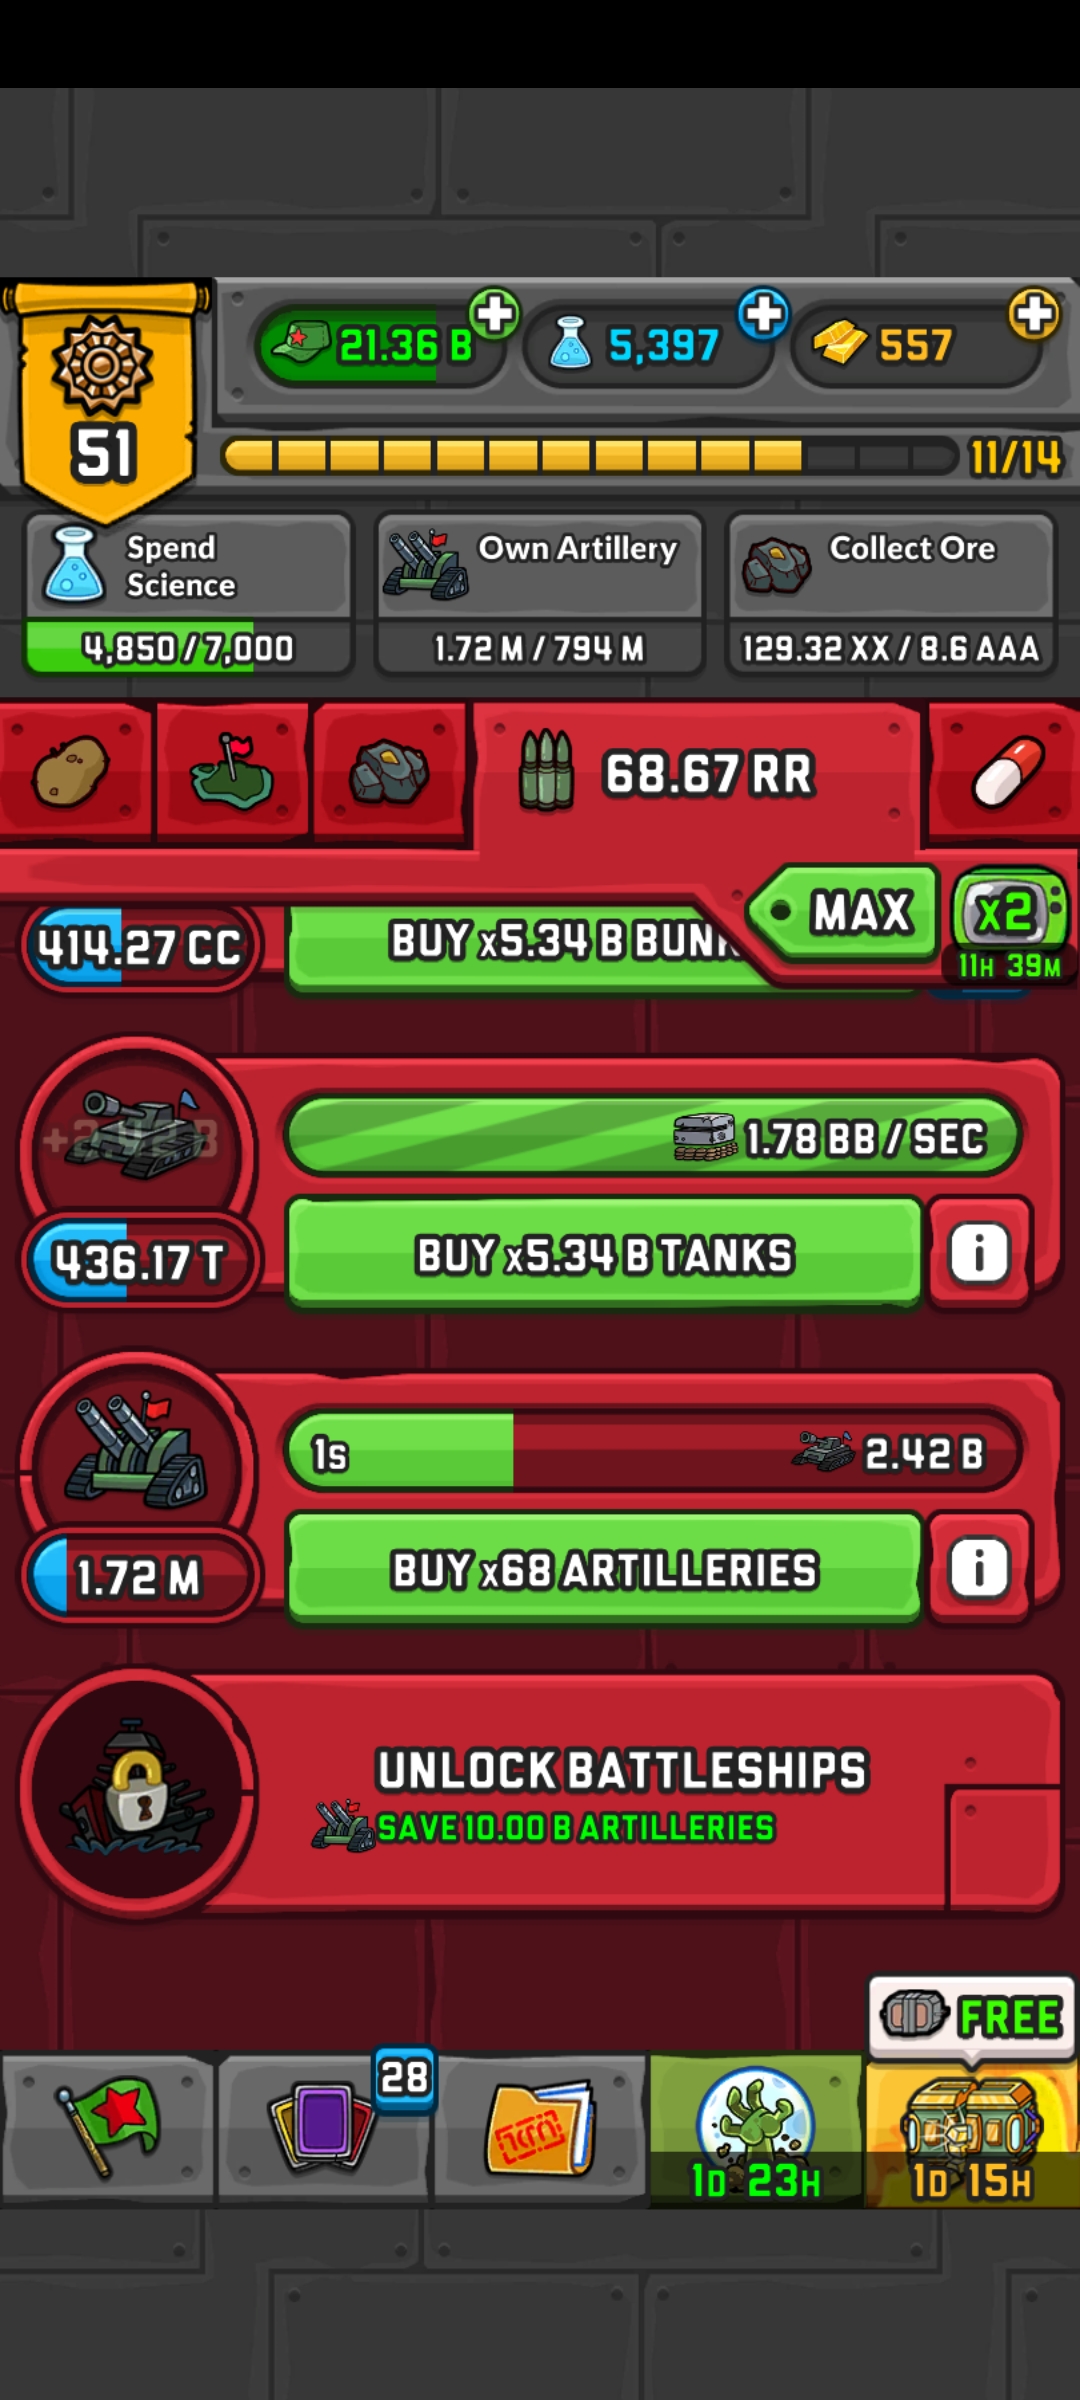 21.36 B
5,397
557
51
11/14
Spend
Science
Own Artillery
Collect Ore
4,850/7,000
1.72 M/794 M
129.32 XX/8.6 AAA
68.67 RR
MAX
x2
11H 39M
414.27 CC
BUY x5.34 B
1.78 BB/SEC
436.17 T
BUY x5.34 B TANKS
i
1s
2.42 B
1.72 M
BUY x68 ARTILLERIES
i
UNLOCK BATTLESHIPS
SAVE 10.00 B ARTILLERIES
FREE
28
1D 23H
1D 15H